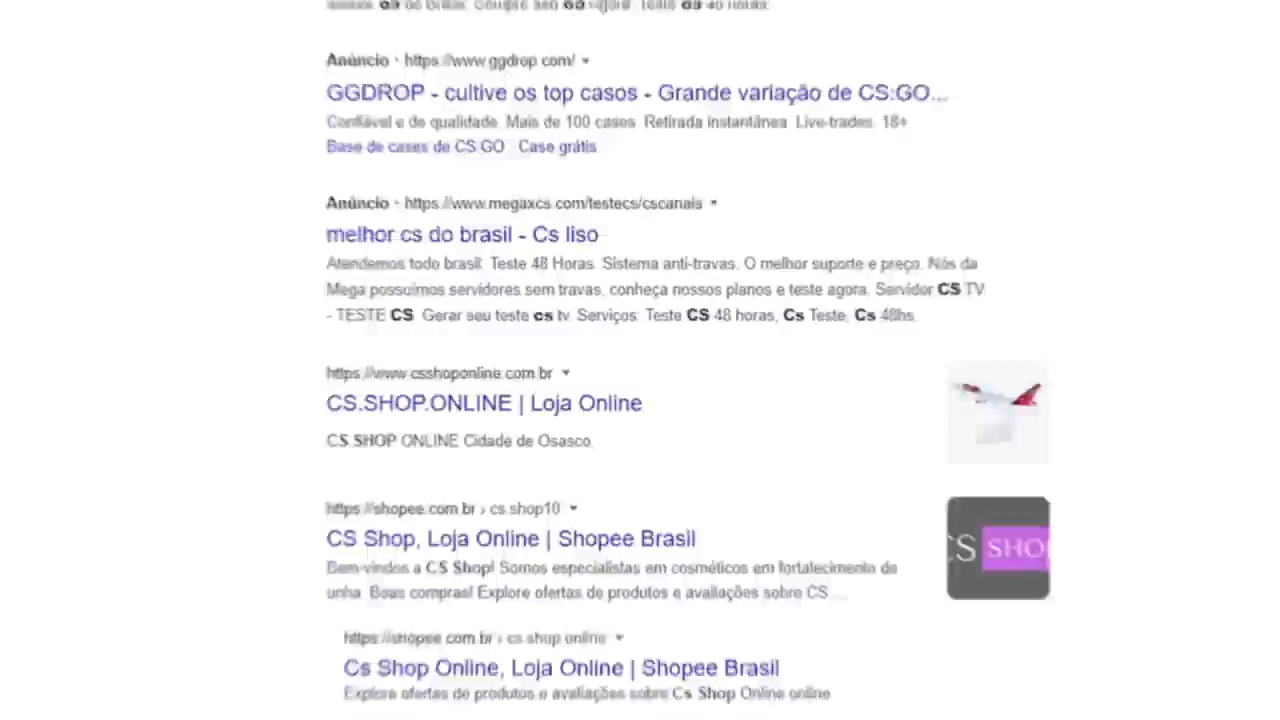 Anúncio · https://www.ggdrop.com/
GGDROP - cultive os top casos - Grande variação de CS:GO...
Confiável e de qualidade. Mais de 100 casos. Retirada instantânea. Live-trades. 18+
Base de cases de CS GO · Case grátis
Anúncio · https://www.megaxcs.com/testecs/cscanais
melhor cs do brasil - Cs liso
Atendemos todo brasil. Teste 48 Horas. Sistema anti-travas. O melhor suporte e preço. Nós da
Mega possuimos servidores sem travas, conheça nossos planos e teste agora. Servidor CS TV
- TESTE CS. Gerar seu teste cs tv. Serviços: Teste CS 48 horas, Cs Teste, Cs 48hs.
https://www.csshoponline.com.br
CS.SHOP.ONLINE | Loja Online
CS SHOP ONLINE Cidade de Osasco.
https://shopee.com.br › cs.shop10
CS Shop, Loja Online | Shopee Brasil
CS SHO
Bem-vindos a CS Shop! Somos especialistas em cosméticos em fortalecimento de
unha. Boas compras! Explore ofertas de produtos e avaliações sobre CS ...
https://shopee.com.br › cs.shop.online
Cs Shop Online, Loja Online | Shopee Brasil
Explore ofertas de produtos e avaliações sobre Cs Shop Online online